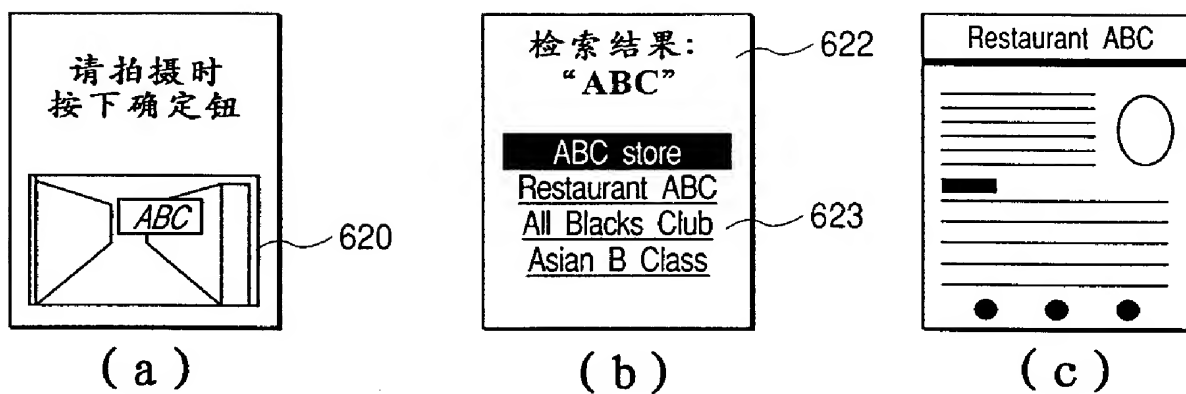 请拍摄时
按下确定钮
ABC
620
(a)
检索结果:
“ABC”
622
ABC store
Restaurant ABC
All Blacks Club
623
Asian B Class
(b)
Restaurant ABC
(c)